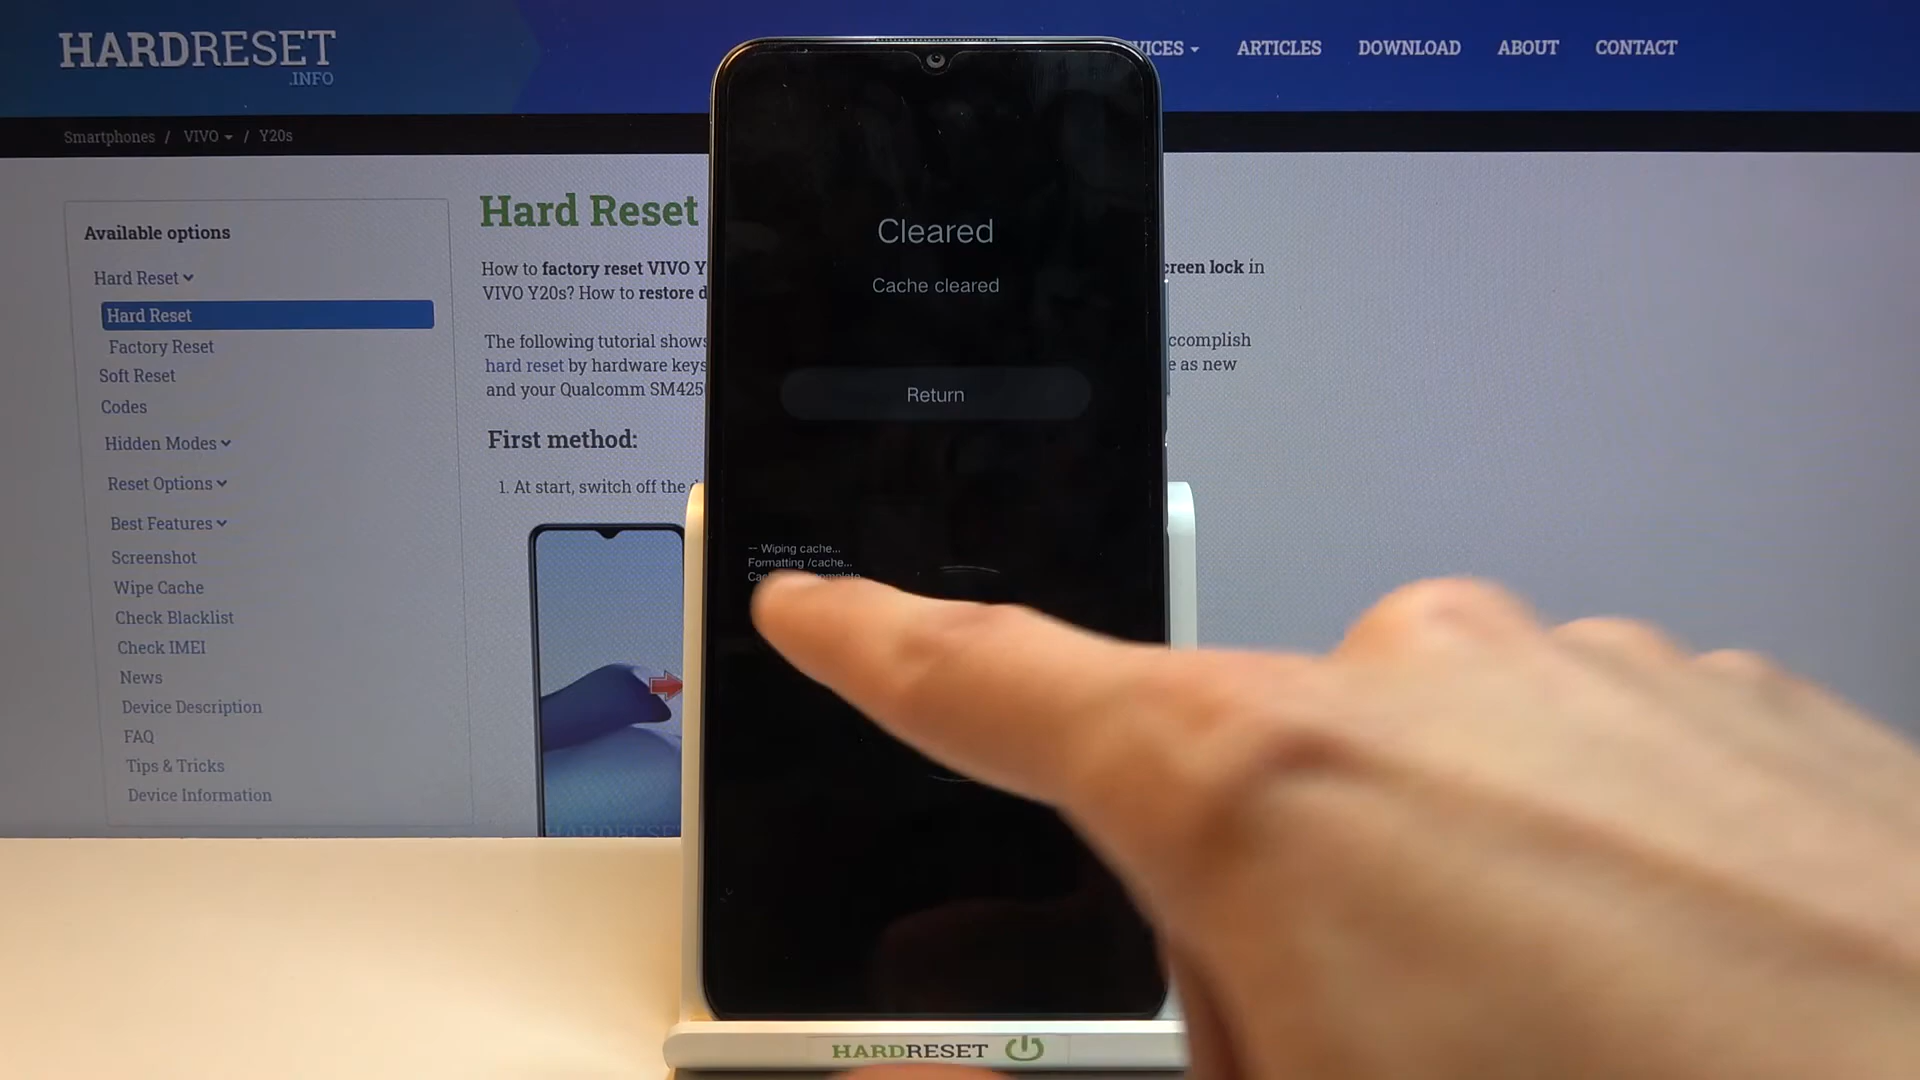 HARDRESET
.INFO
ARTICLES
DOWNLOAD
ABOUT
CONTACT
Smartphones / VIVO / Y20s
Available options
Hard Reset
Hard Reset
Factory Reset
Soft Reset
Codes
Hidden Modes
Reset Options
Best Features
Screenshot
Wipe Cache
Check Blacklist
Check IMEI
News
Device Description
FAQ
Tips & Tricks
Device Information
Hard Reset
How to factory reset VIVO Y
screen lock in
VIVO Y20s? How to restore
The following tutorial shows
accomplish
hard reset by hardware keys
as new
and your Qualcomm
First method:
1. At start, switch off the
Cleared
Cache cleared
Return
-- Wiping cache...
Formatting /cache...
HARDRESET